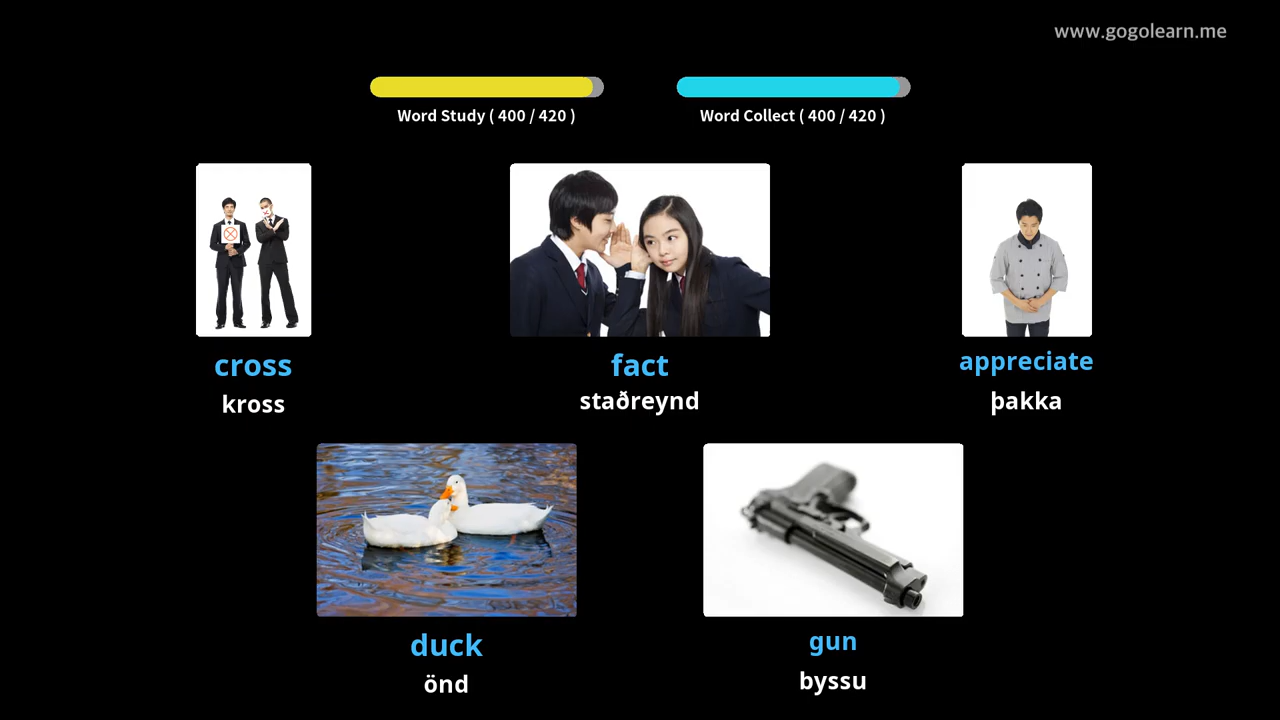 www.gogolearn.me
Word Study ( 400 / 420 )
Word Collect ( 400 / 420 )
cross
kross
fact
staðreynd
appreciate
þakka
duck
önd
gun
byssu